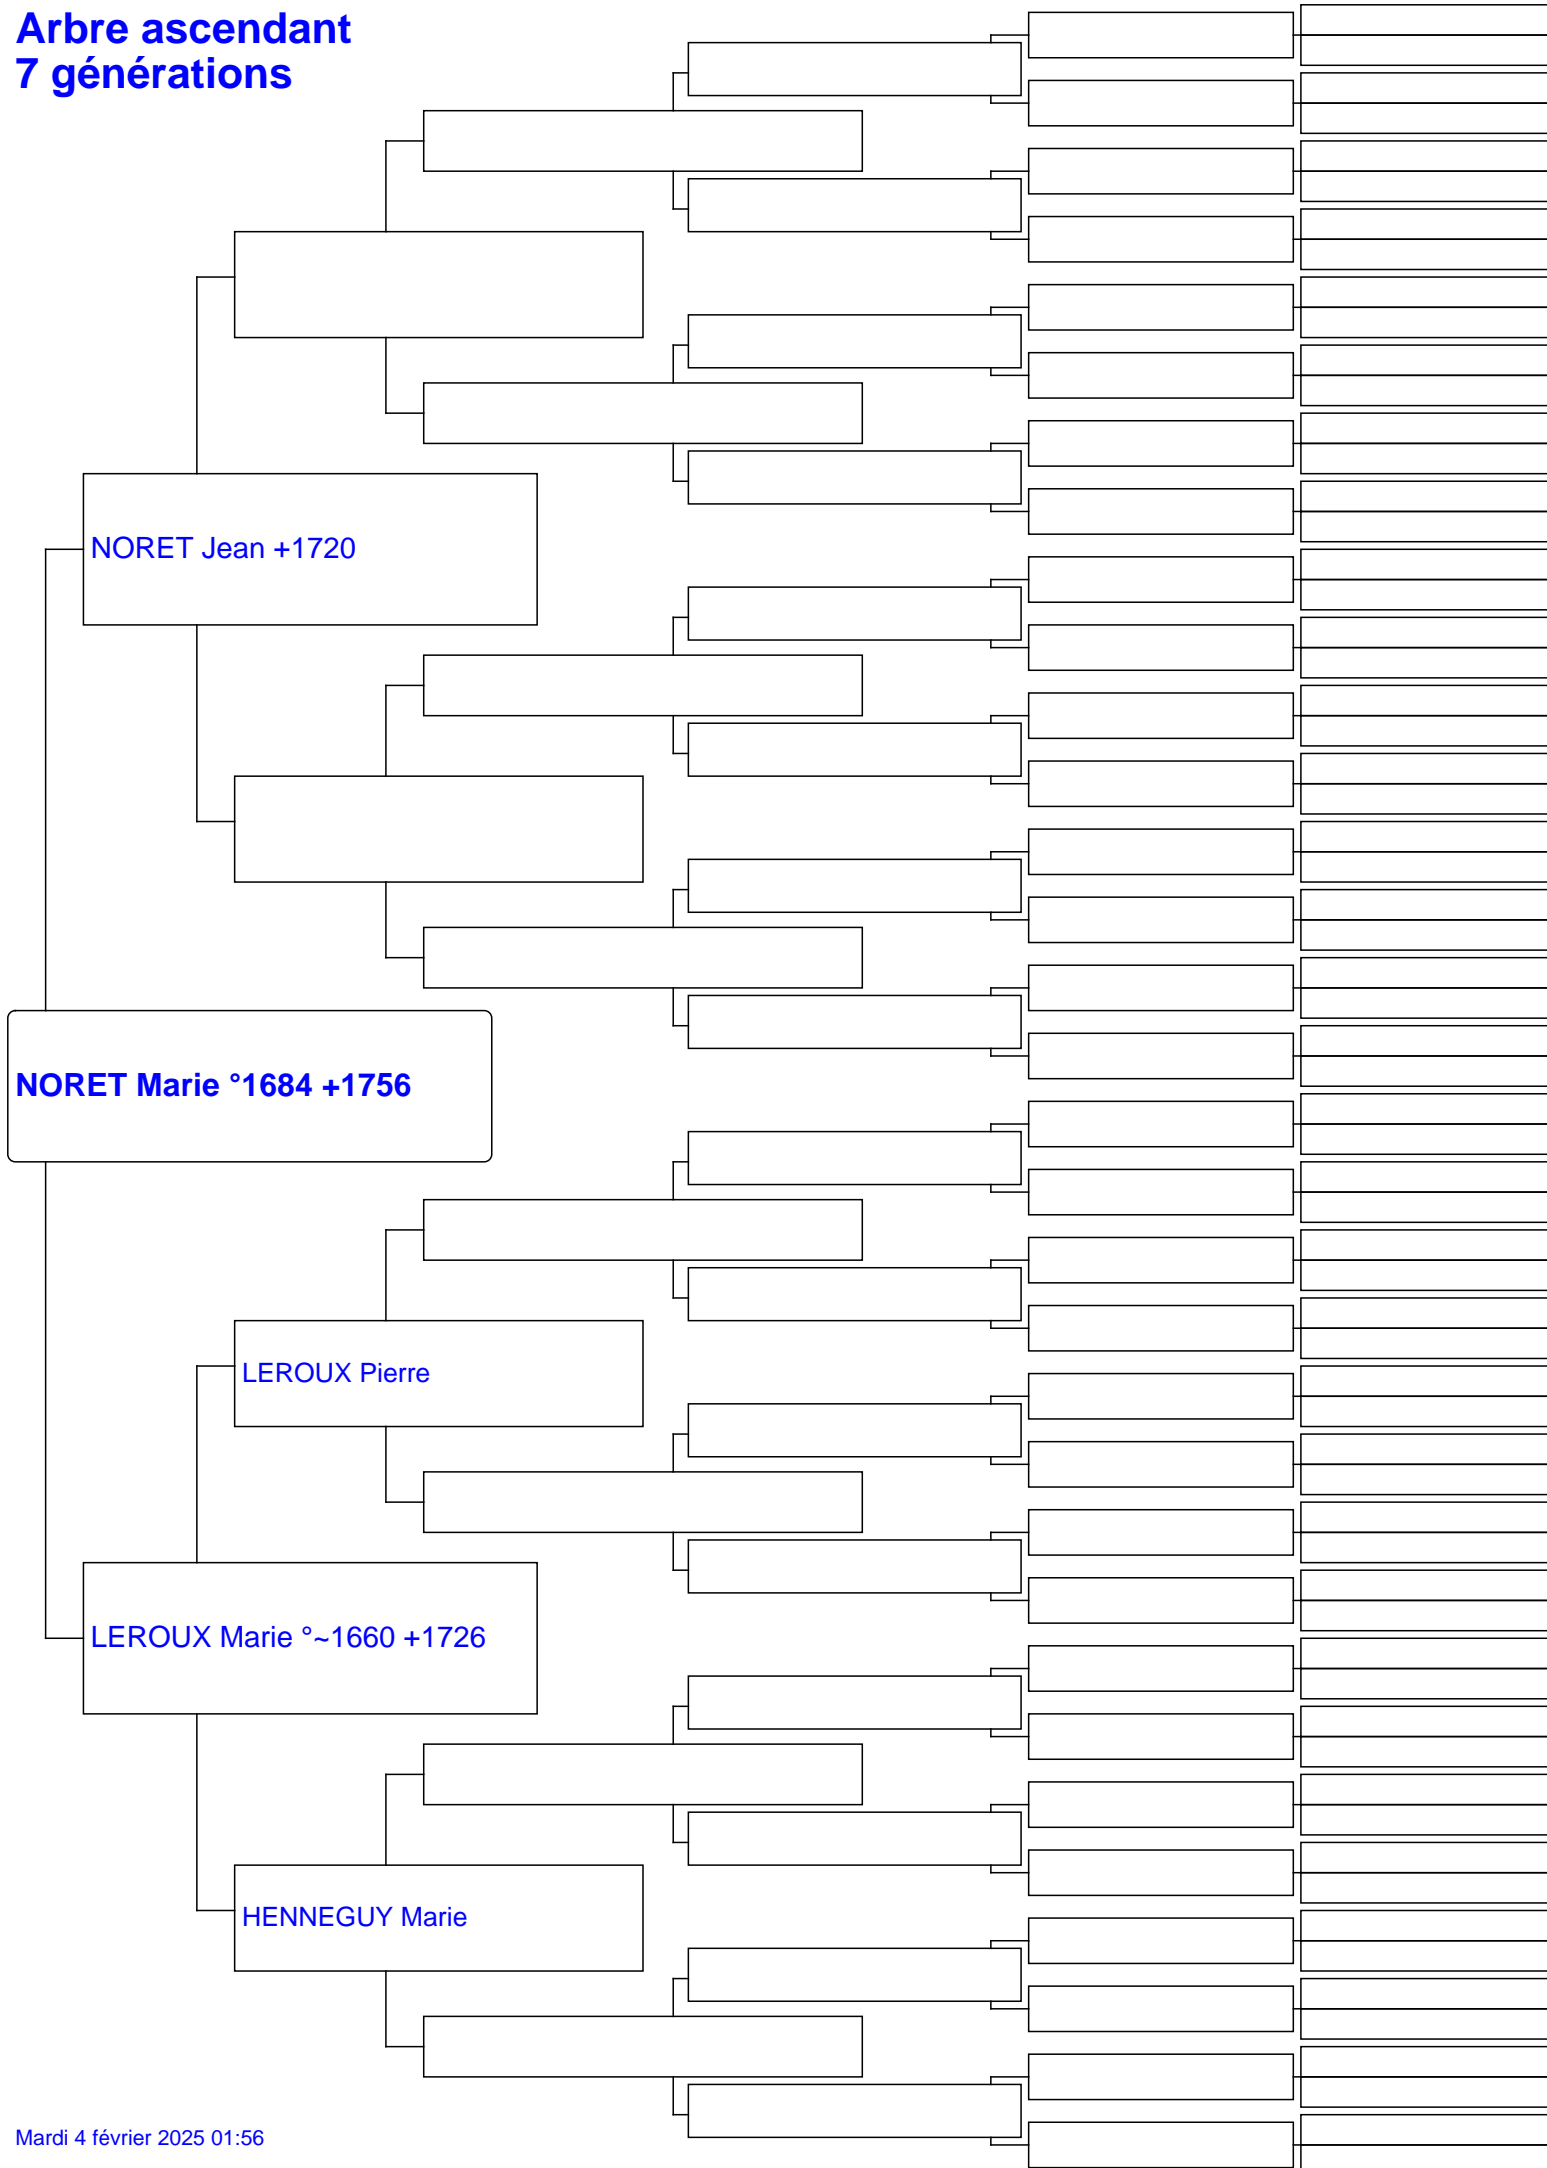 Arbre ascendant
7 générations
NORET Jean +1720
NORET Marie °1684 +1756
LEROUX Pierre
LEROUX Marie °~1660 +1726
HENNEGUY Marie
Mardi 4 février 2025 01:56